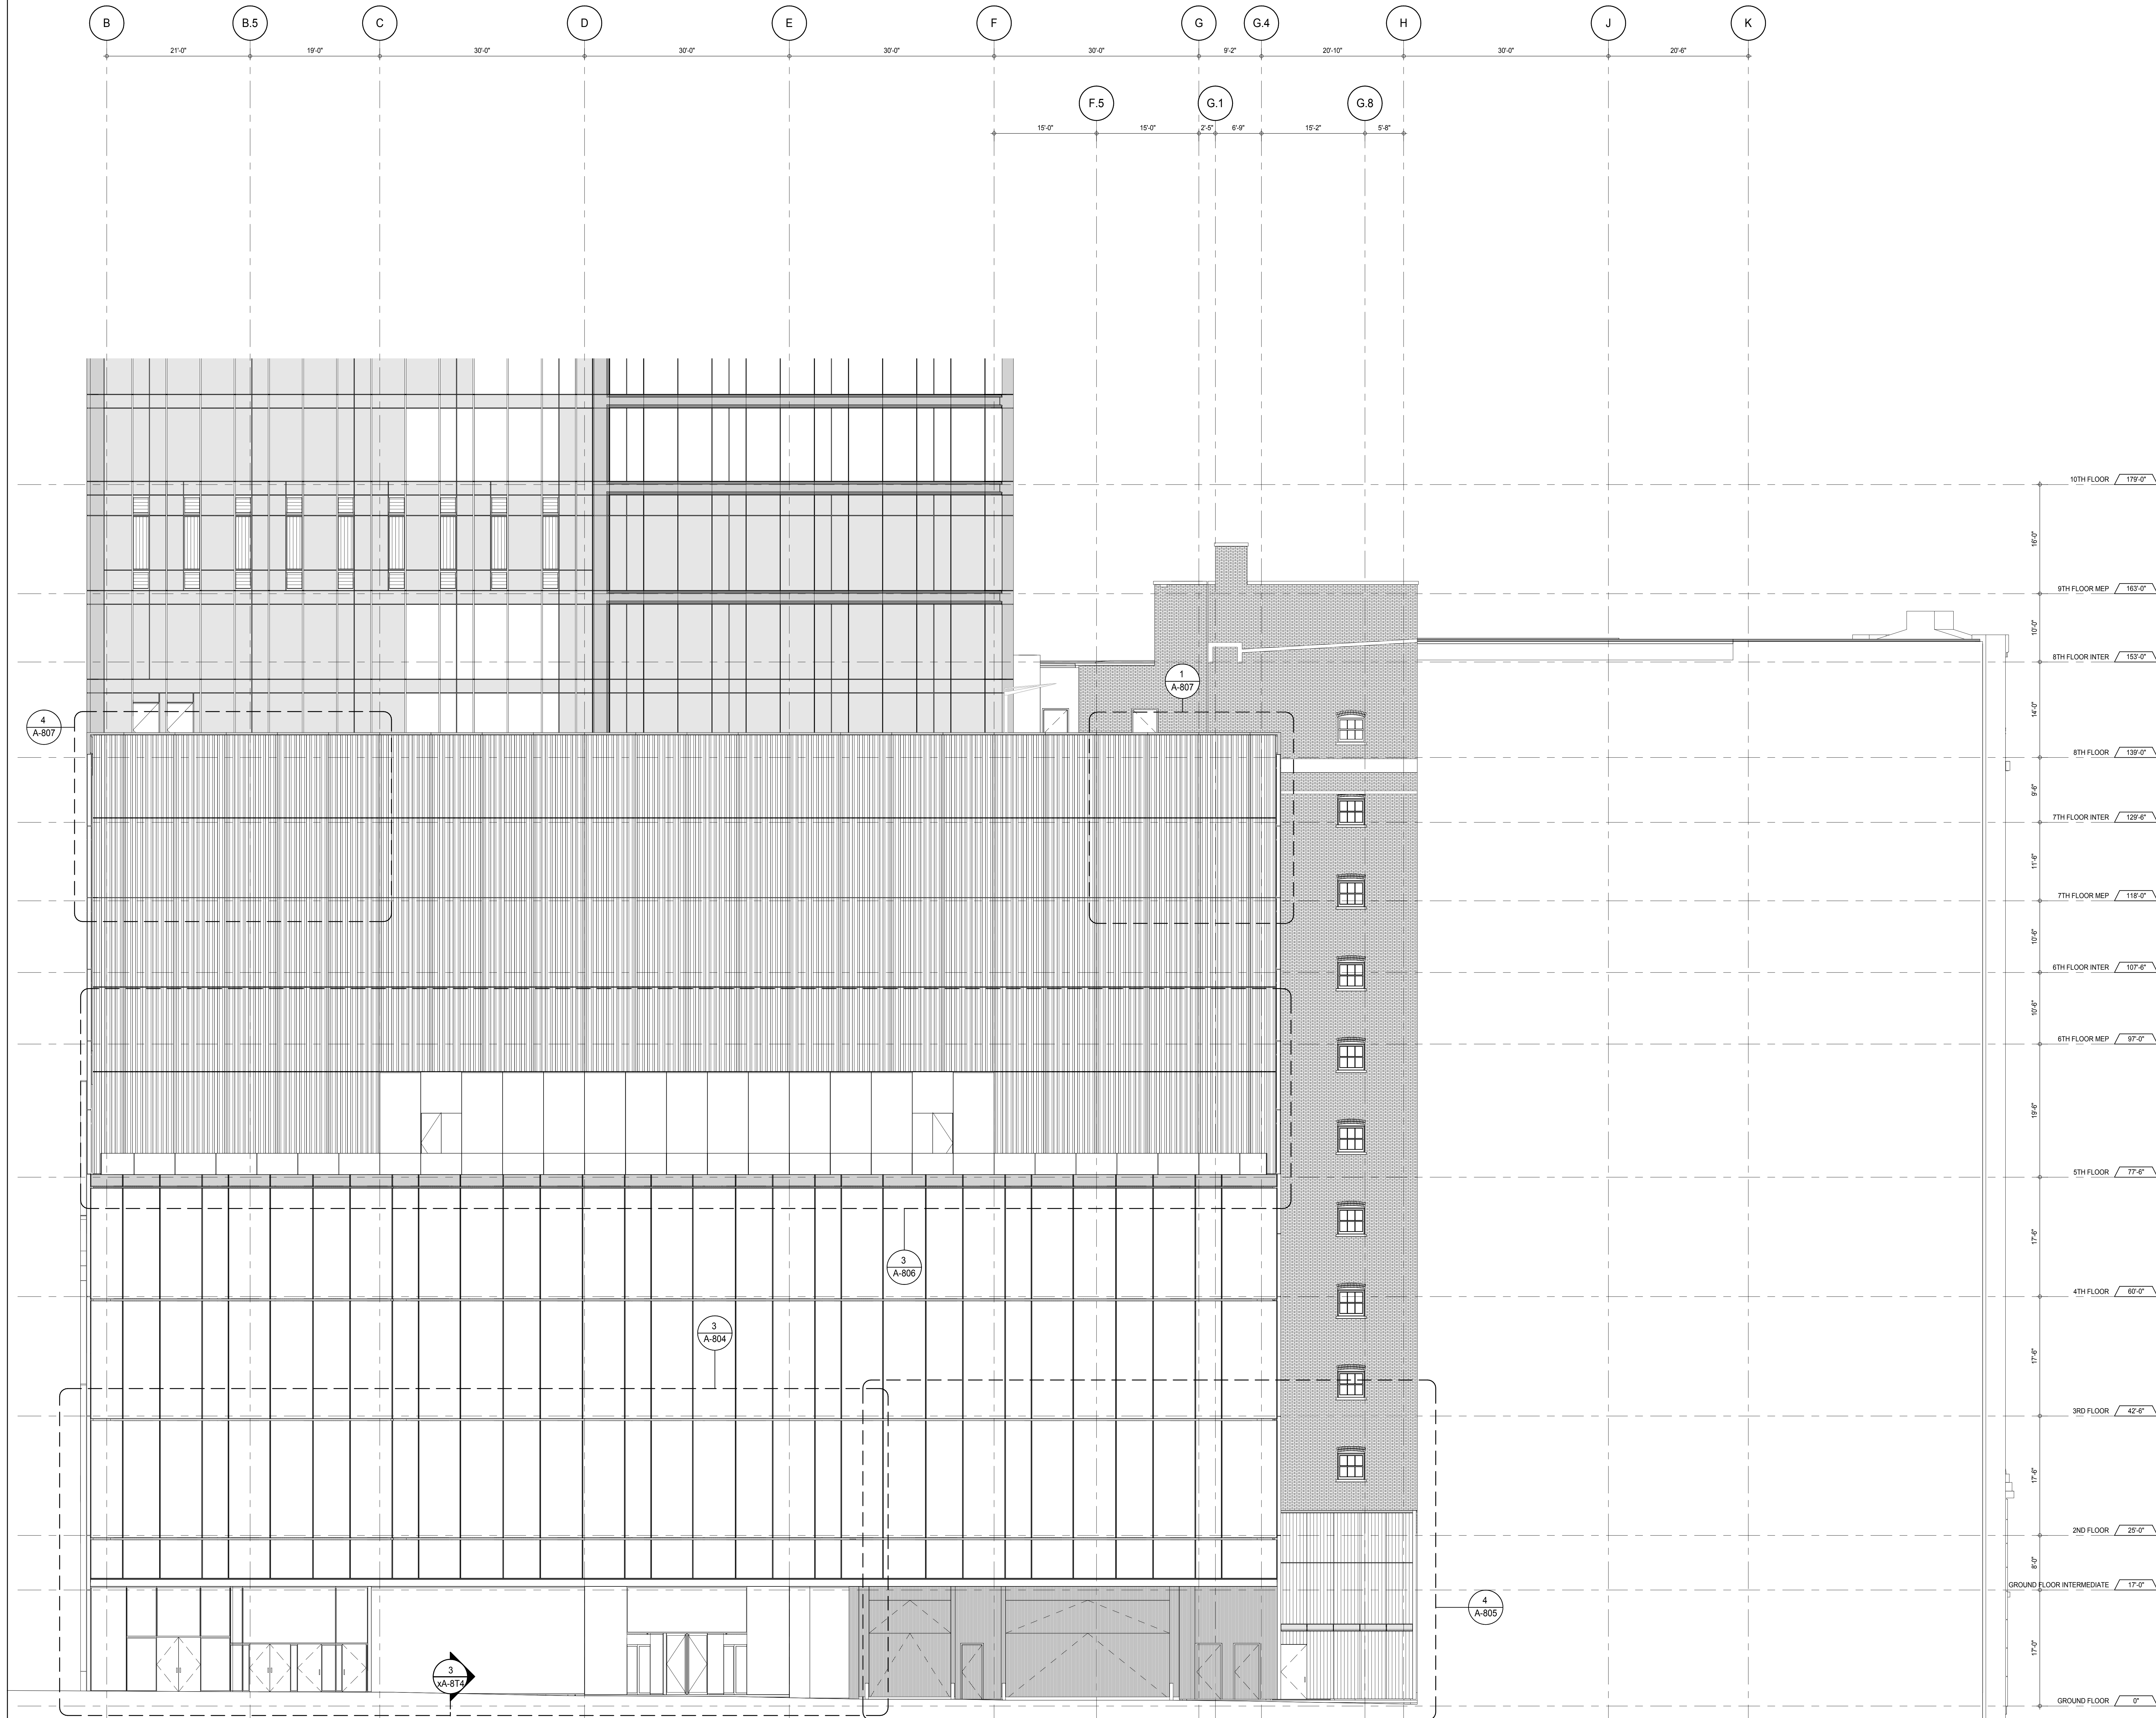 B B.5 C D E F G G.4 H J K
21'-0" 19'-0" 30'-0" 30'-0" 30'-0" 30'-0" 9'-2" 20'-10" 30'-0" 20'-6"
F.5 G.1 G.8
15'-0" 15'-0" 2'-5" 6'-9" 15'-2" 5'-8"
10TH FLOOR 179'-0"
16'-0"
9TH FLOOR MEP 163'-0"
10'-0"
8TH FLOOR INTER 153'-0"
1
A-807
14'-0"
4
A-807
8TH FLOOR 139'-0"
9'-6"
7TH FLOOR INTER 129'-6"
11'-6"
7TH FLOOR MEP 118'-0"
10'-6"
6TH FLOOR INTER 107'-6"
10'-6"
6TH FLOOR MEP 97'-0"
19'-6"
5TH FLOOR 77'-6"
17'-6"
3
A-806
4TH FLOOR 60'-0"
3
A-804
17'-6"
3RD FLOOR 42'-6"
17'-6"
2ND FLOOR 25'-0"
8'-0"
GROUND FLOOR INTERMEDIATE 17'-0"
4
A-805
17'-0"
3
xA-8T4
GROUND FLOOR 0"